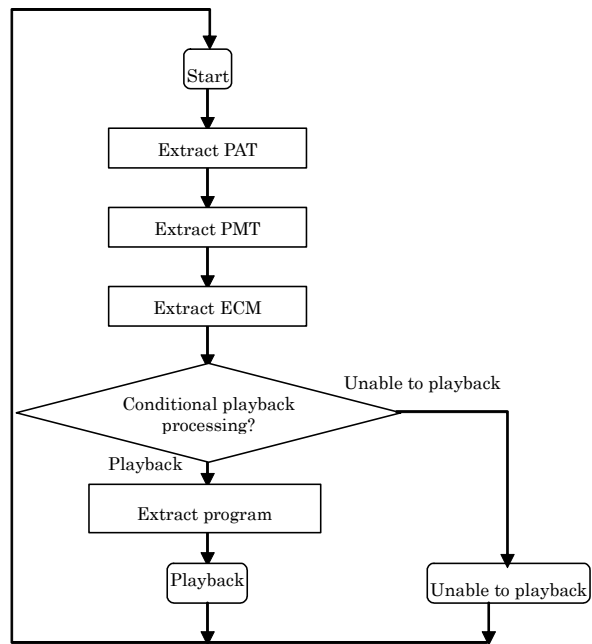 Start
Extract PAT
Extract PMT
Extract ECM
Unable to playback
Conditional playback
processing?
Playback
Extract program
Playback
Unable to playback